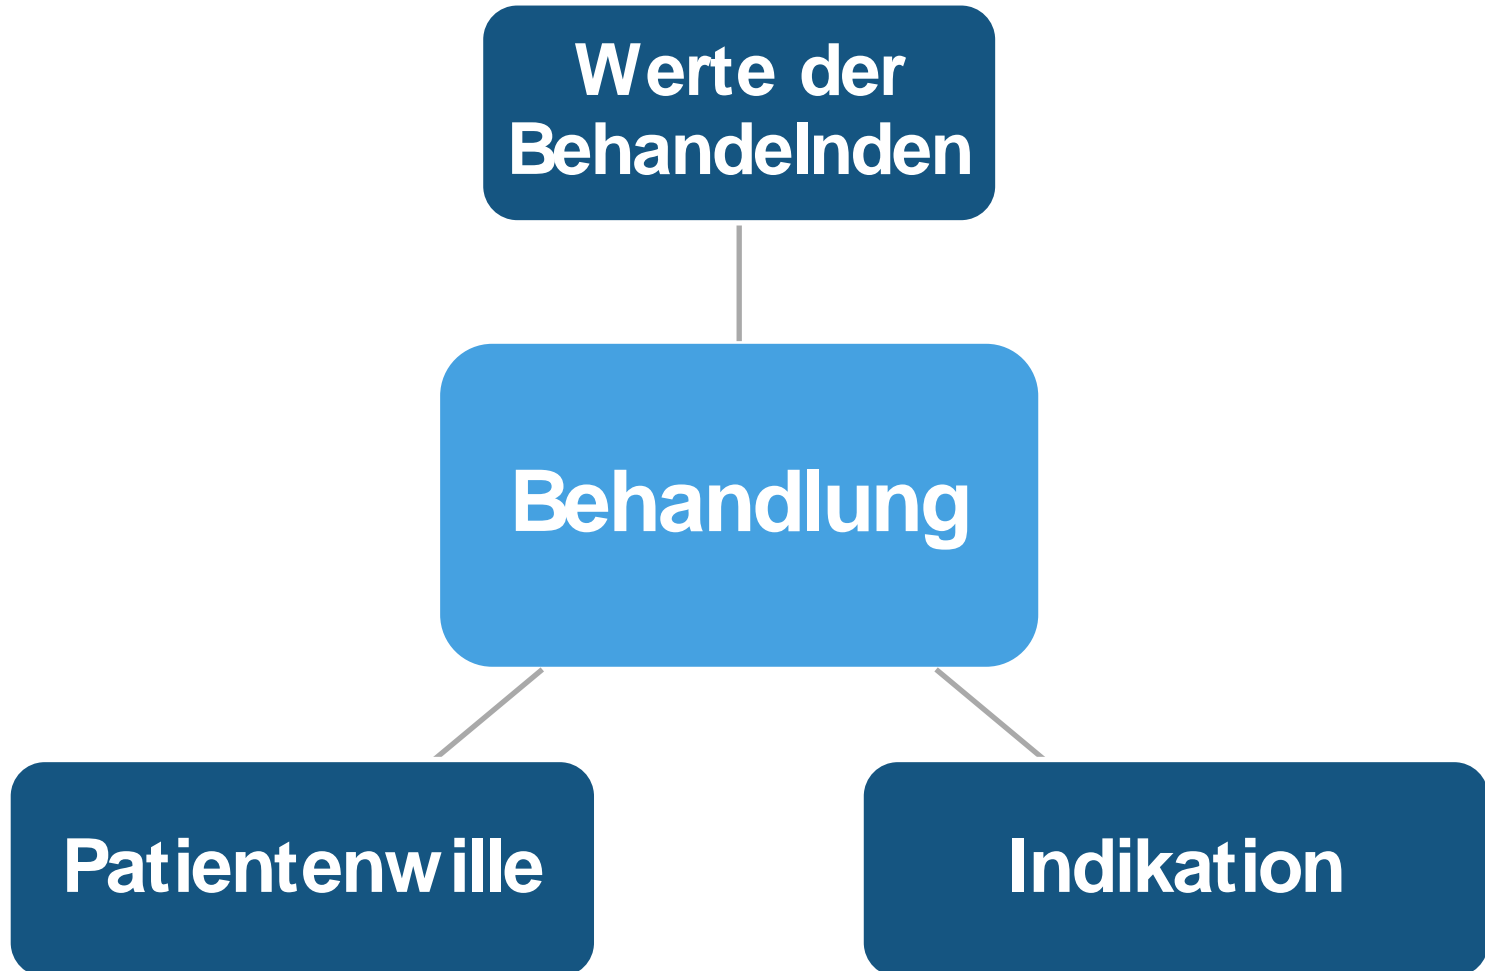 Werte der
Behandelnden
Behandlung
Patientenwille
Indikation